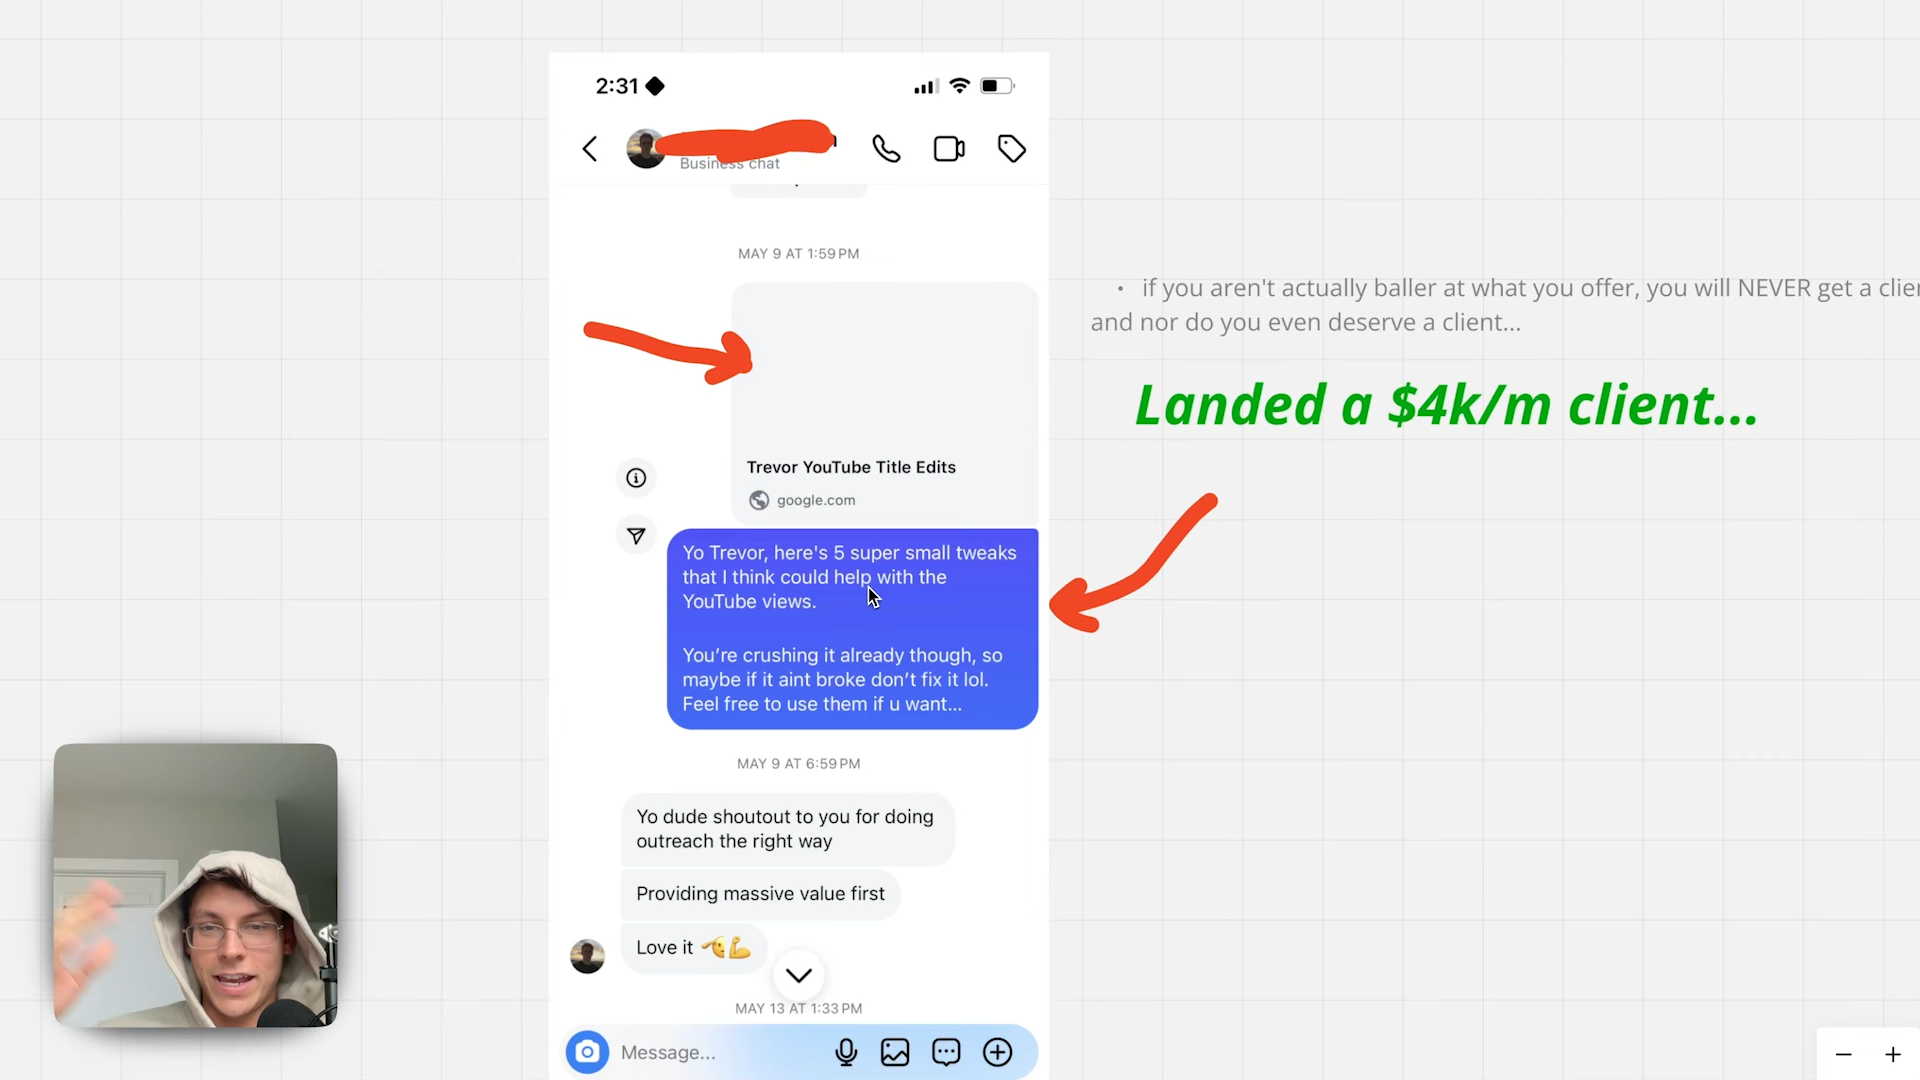 2:31
Business chat
MAY 9 AT 1:59 PM
Trevor YouTube Title Edits
google.com
Yo Trevor, here's 5 super small tweaks
that I think could help with the
YouTube views.
You're crushing it already though, so
maybe if it aint broke don't fix it lol.
Feel free to use them if u want...
MAY 9 AT 6:59 PM
Yo dude shoutout to you for doing
outreach the right way
Providing massive value first
Love it 🫡💪
MAY 13 AT 1:33 PM
Message...
• if you aren't actually baller at what you offer, you will NEVER get a
and nor do you even deserve a client...
Landed a $4k/m client...